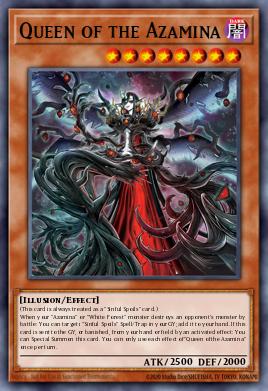 QUEEN OF THE AZAMINA
DARK
闇
[ILLUSION/EFFECT]
(This card is always treated as a "Sinful Spoils" card.)
When your "Azamina" or "White Forest" monster destroys an opponent's monster by
battle: You can target 1 "Sinful Spoils" Spell/Trap in your GY; add it to your hand. If this
card is sent to the GY, or banished, from your hand or field by an activated effect: You
can Special Summon this card. You can only use each effect of "Queen of the Azamina"
once per turn.
ATK/2500 DEF/2000